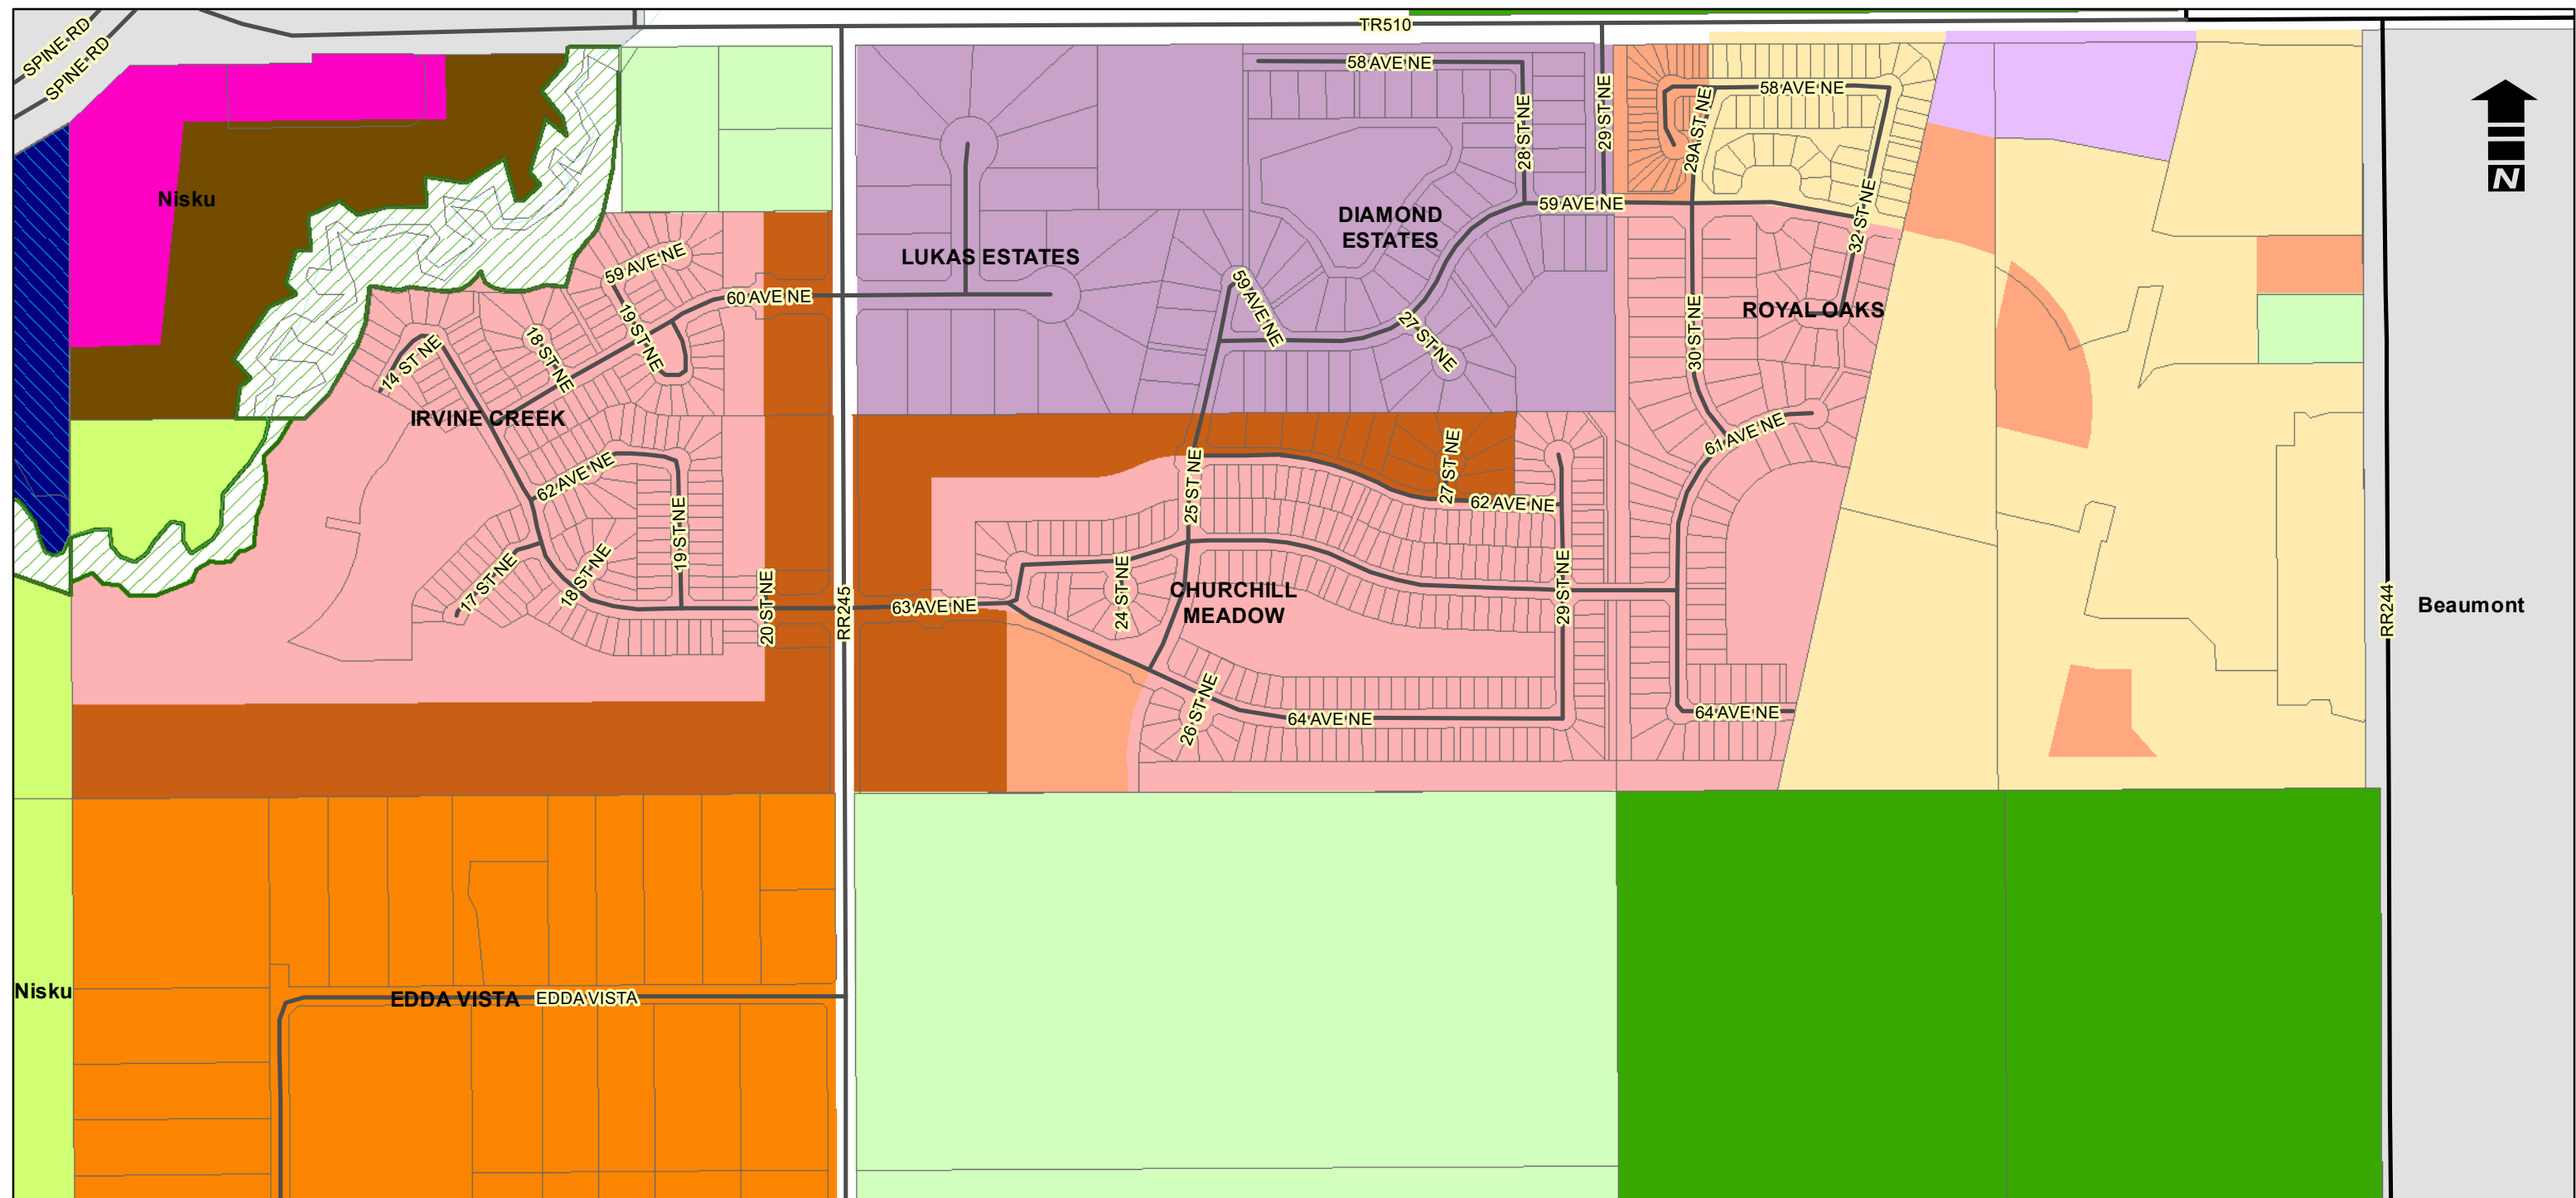 TR510
SPINE RD
SPINE RD
58 AVE NE
58 AVE NE
29 ST NE
28 ST NE
29A ST NE
N
Nisku
59 AVE NE
32 ST NE
DIAMOND
ESTATES
LUKAS ESTATES
59 AVE NE
60 AVE NE
59 AVE NE
ROYAL OAKS
19 ST NE
18 ST NE
27 ST NE
30 ST NE
14 ST NE
IRVINE CREEK
61 AVE NE
62 AVE NE
25 ST NE
27 ST NE
62 AVE NE
19 ST NE
17 ST NE
18 ST NE
20 ST NE
RR245
63 AVE NE
24 ST NE
CHURCHILL
MEADOW
29 ST NE
RR244
Beaumont
26 ST NE
64 AVE NE
64 AVE NE
Nisku
EDDA VISTA
EDDA VISTA